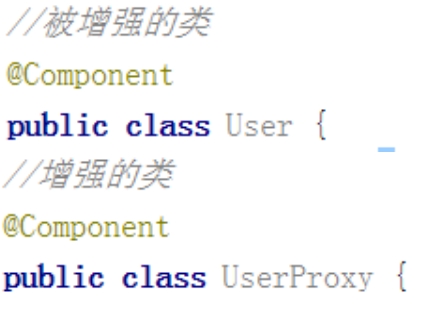 //被增强的类
@Component
public class User {
//增强的类
@Component
public class UserProxy {